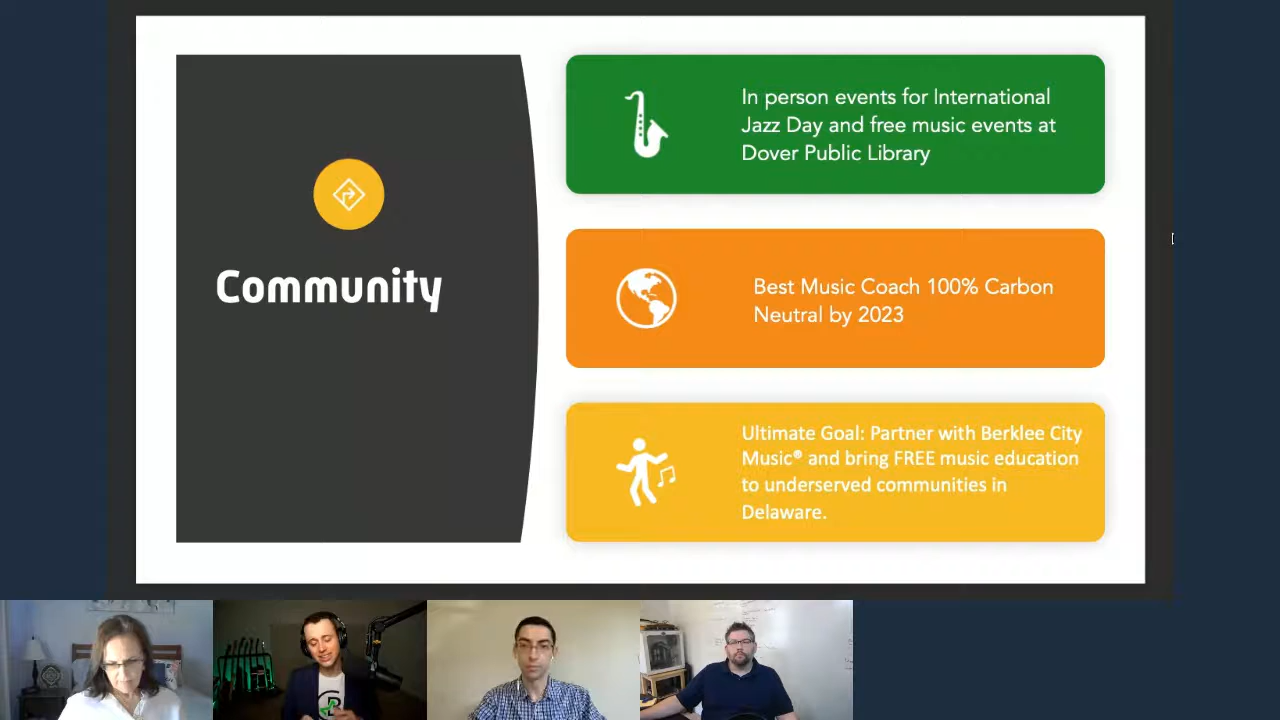 Community
In person events for International
Jazz Day and free music events at
Dover Public Library
Best Music Coach 100% Carbon
Neutral by 2023
Ultimate Goal: Partner with Berklee City
Music® and bring FREE music education
to underserved communities in
Delaware.